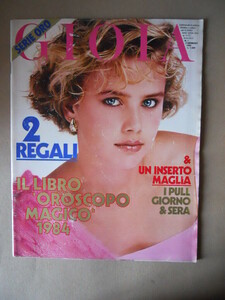 SERIE ORO
GIOIA
2
REGALI
IL LIBRO
OROSCOPO
MAGICO
1984
&
UN INSERTO
MAGLIA
I PULL
GIORNO
& SERA